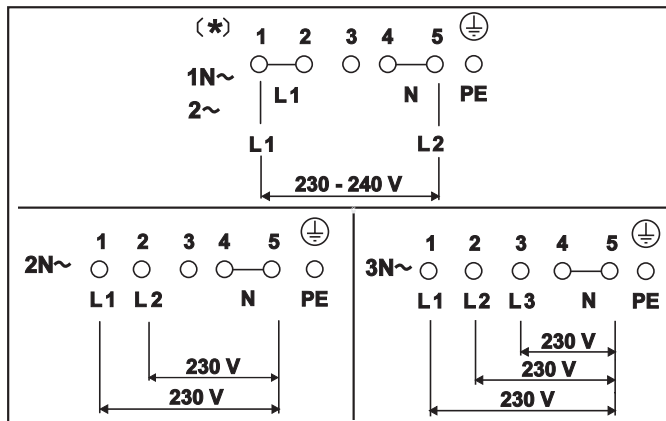 (*) 1 2 3 4 5
1N~ L1 N PE
2~
L1 L2
230 - 240 V
1 2 3 4 5
2N~
L1 L2 N PE
230 V
230 V
1 2 3 4 5
3N~
L1 L2 L3 N PE
230 V
230 V
230 V